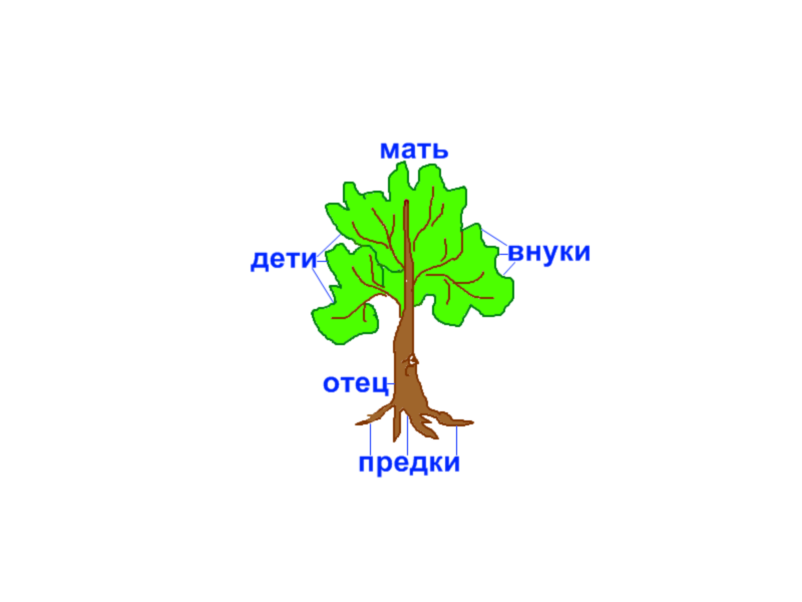 мать
дети
внуки
отец
предки